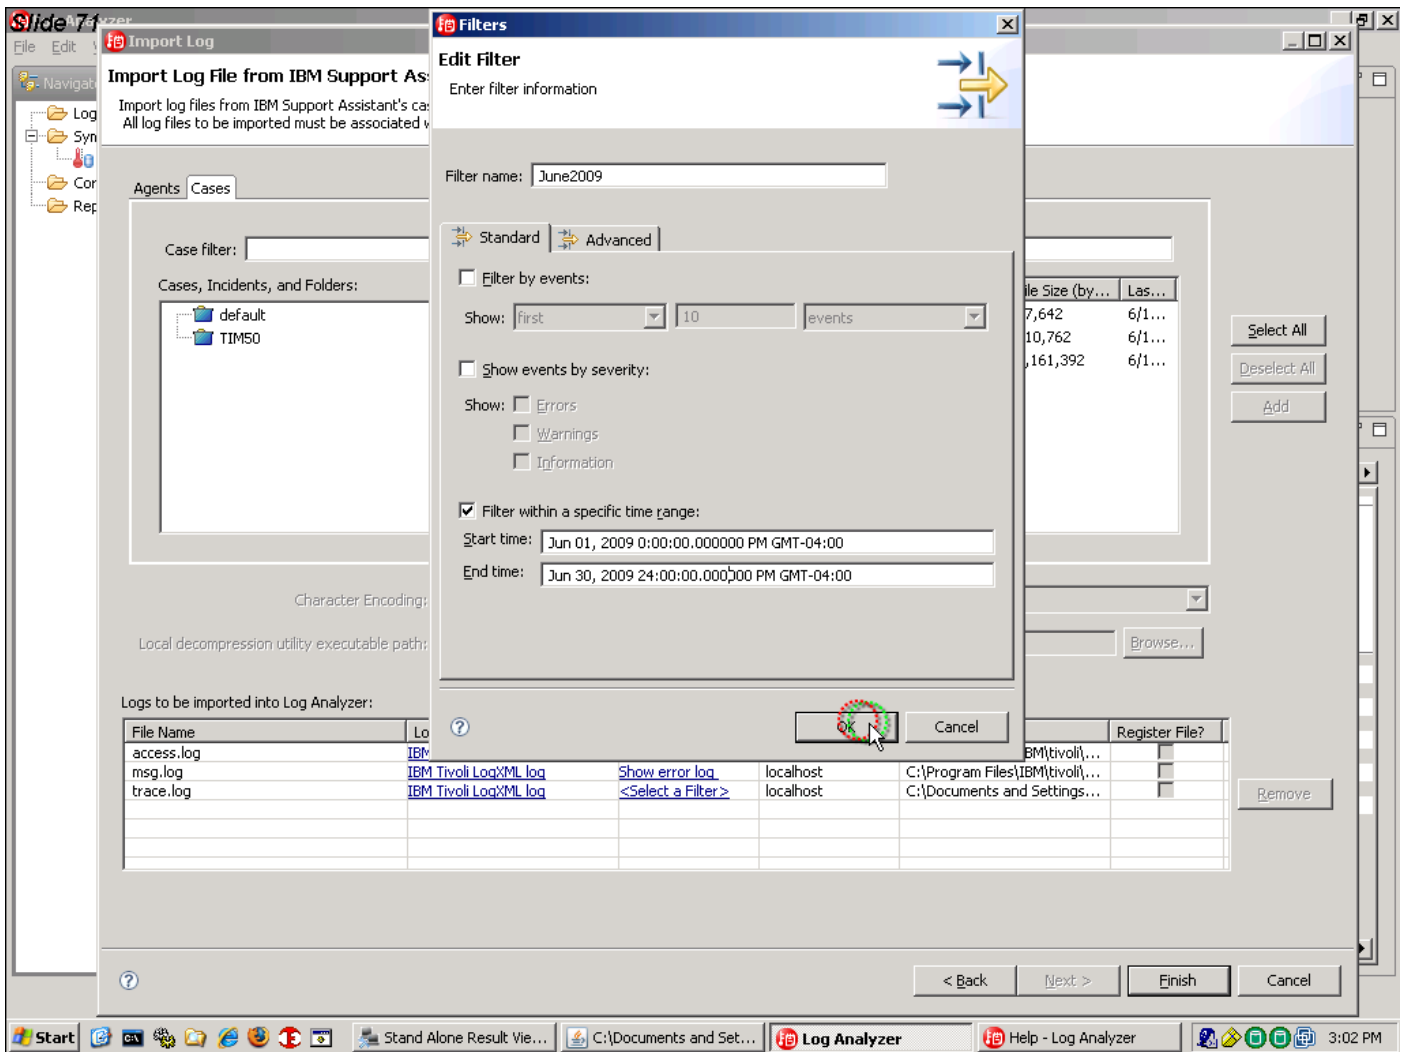 Slide 71
Analyzer
File Edit
Import Log
Filters
Navigat
Import Log File from IBM Support As
Import log files from IBM Support Assistant's ca
All log files to be imported must be associated
Edit Filter
Enter filter information
Log
Syn
Cor
Rep
Agents Cases
Filter name: June2009
Case filter:
Standard Advanced
Cases, Incidents, and Folders:
default
TIM50
Filter by events:
Show: first 10 events
Show events by severity:
Show: Errors
Warnings
Information
Filter within a specific time range:
Start time: Jun 01, 2009 0:00:00.000000 PM GMT-04:00
End time: Jun 30, 2009 24:00:00.000000 PM GMT-04:00
ile Size (by... Las...
7,642 6/1...
10,762 6/1...
,161,392 6/1...
Select All
Deselect All
Add
Character Encoding:
Local decompression utility executable path: Browse...
OK Cancel
Logs to be imported into Log Analyzer:
File Name Lo Register File?
access.log IBM BM\tivoli\...
msg.log IBM Tivoli LogXML log Show error log localhost C:\Program Files\IBM\tivoli\...
trace.log IBM Tivoli LogXML log <Select a Filter> localhost C:\Documents and Settings...
Remove
< Back Next > Finish Cancel
Start Stand Alone Result Vie... C:\Documents and Set... Log Analyzer Help - Log Analyzer 3:02 PM